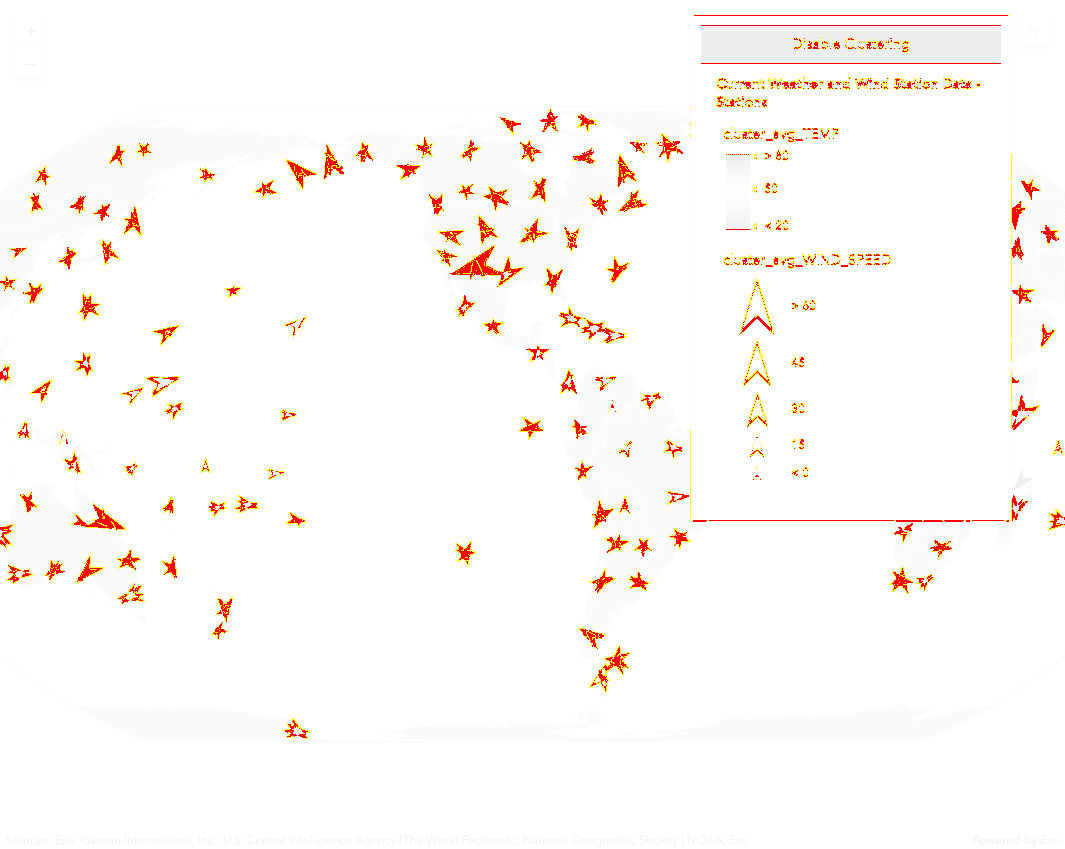 +
»
−
Disable Clustering
Current Weather and Wind Station Data -
Stations
cluster_avg_TEMP
> 80
50
< 20
cluster_avg_WIND_SPEED
> 60
45
30
15
< 0
Sources: Esri; Garmin International, Inc.; U.S. Central Intelligence Agency (The World Factbook); National Geographic Society | NOAA, Esri
Powered by Esri